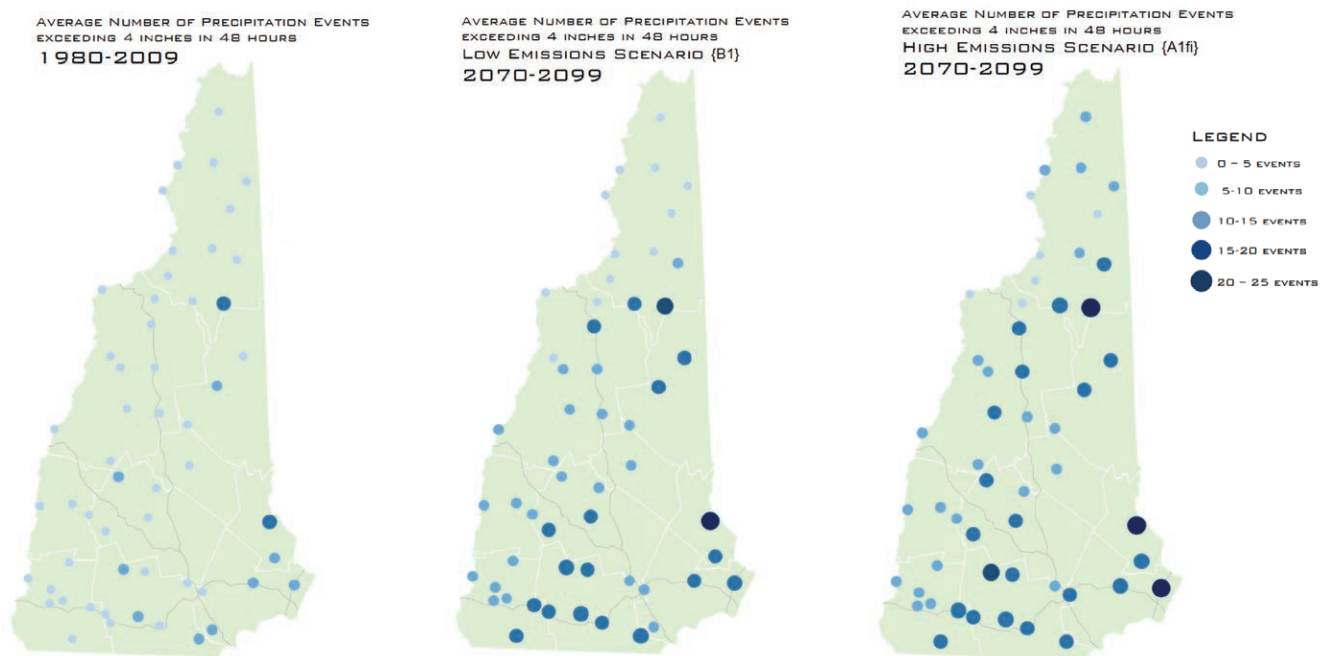 Average Number of Precipitation Events
exceeding 4 inches in 48 hours
1980-2009
Average Number of Precipitation Events
exceeding 4 inches in 48 hours
Low Emissions Scenario {B1}
2070-2099
Average Number of Precipitation Events
exceeding 4 inches in 48 hours
High Emissions Scenario {A1fi}
2070-2099
Legend
0 – 5 events
5-10 events
10-15 events
15-20 events
20 – 25 events